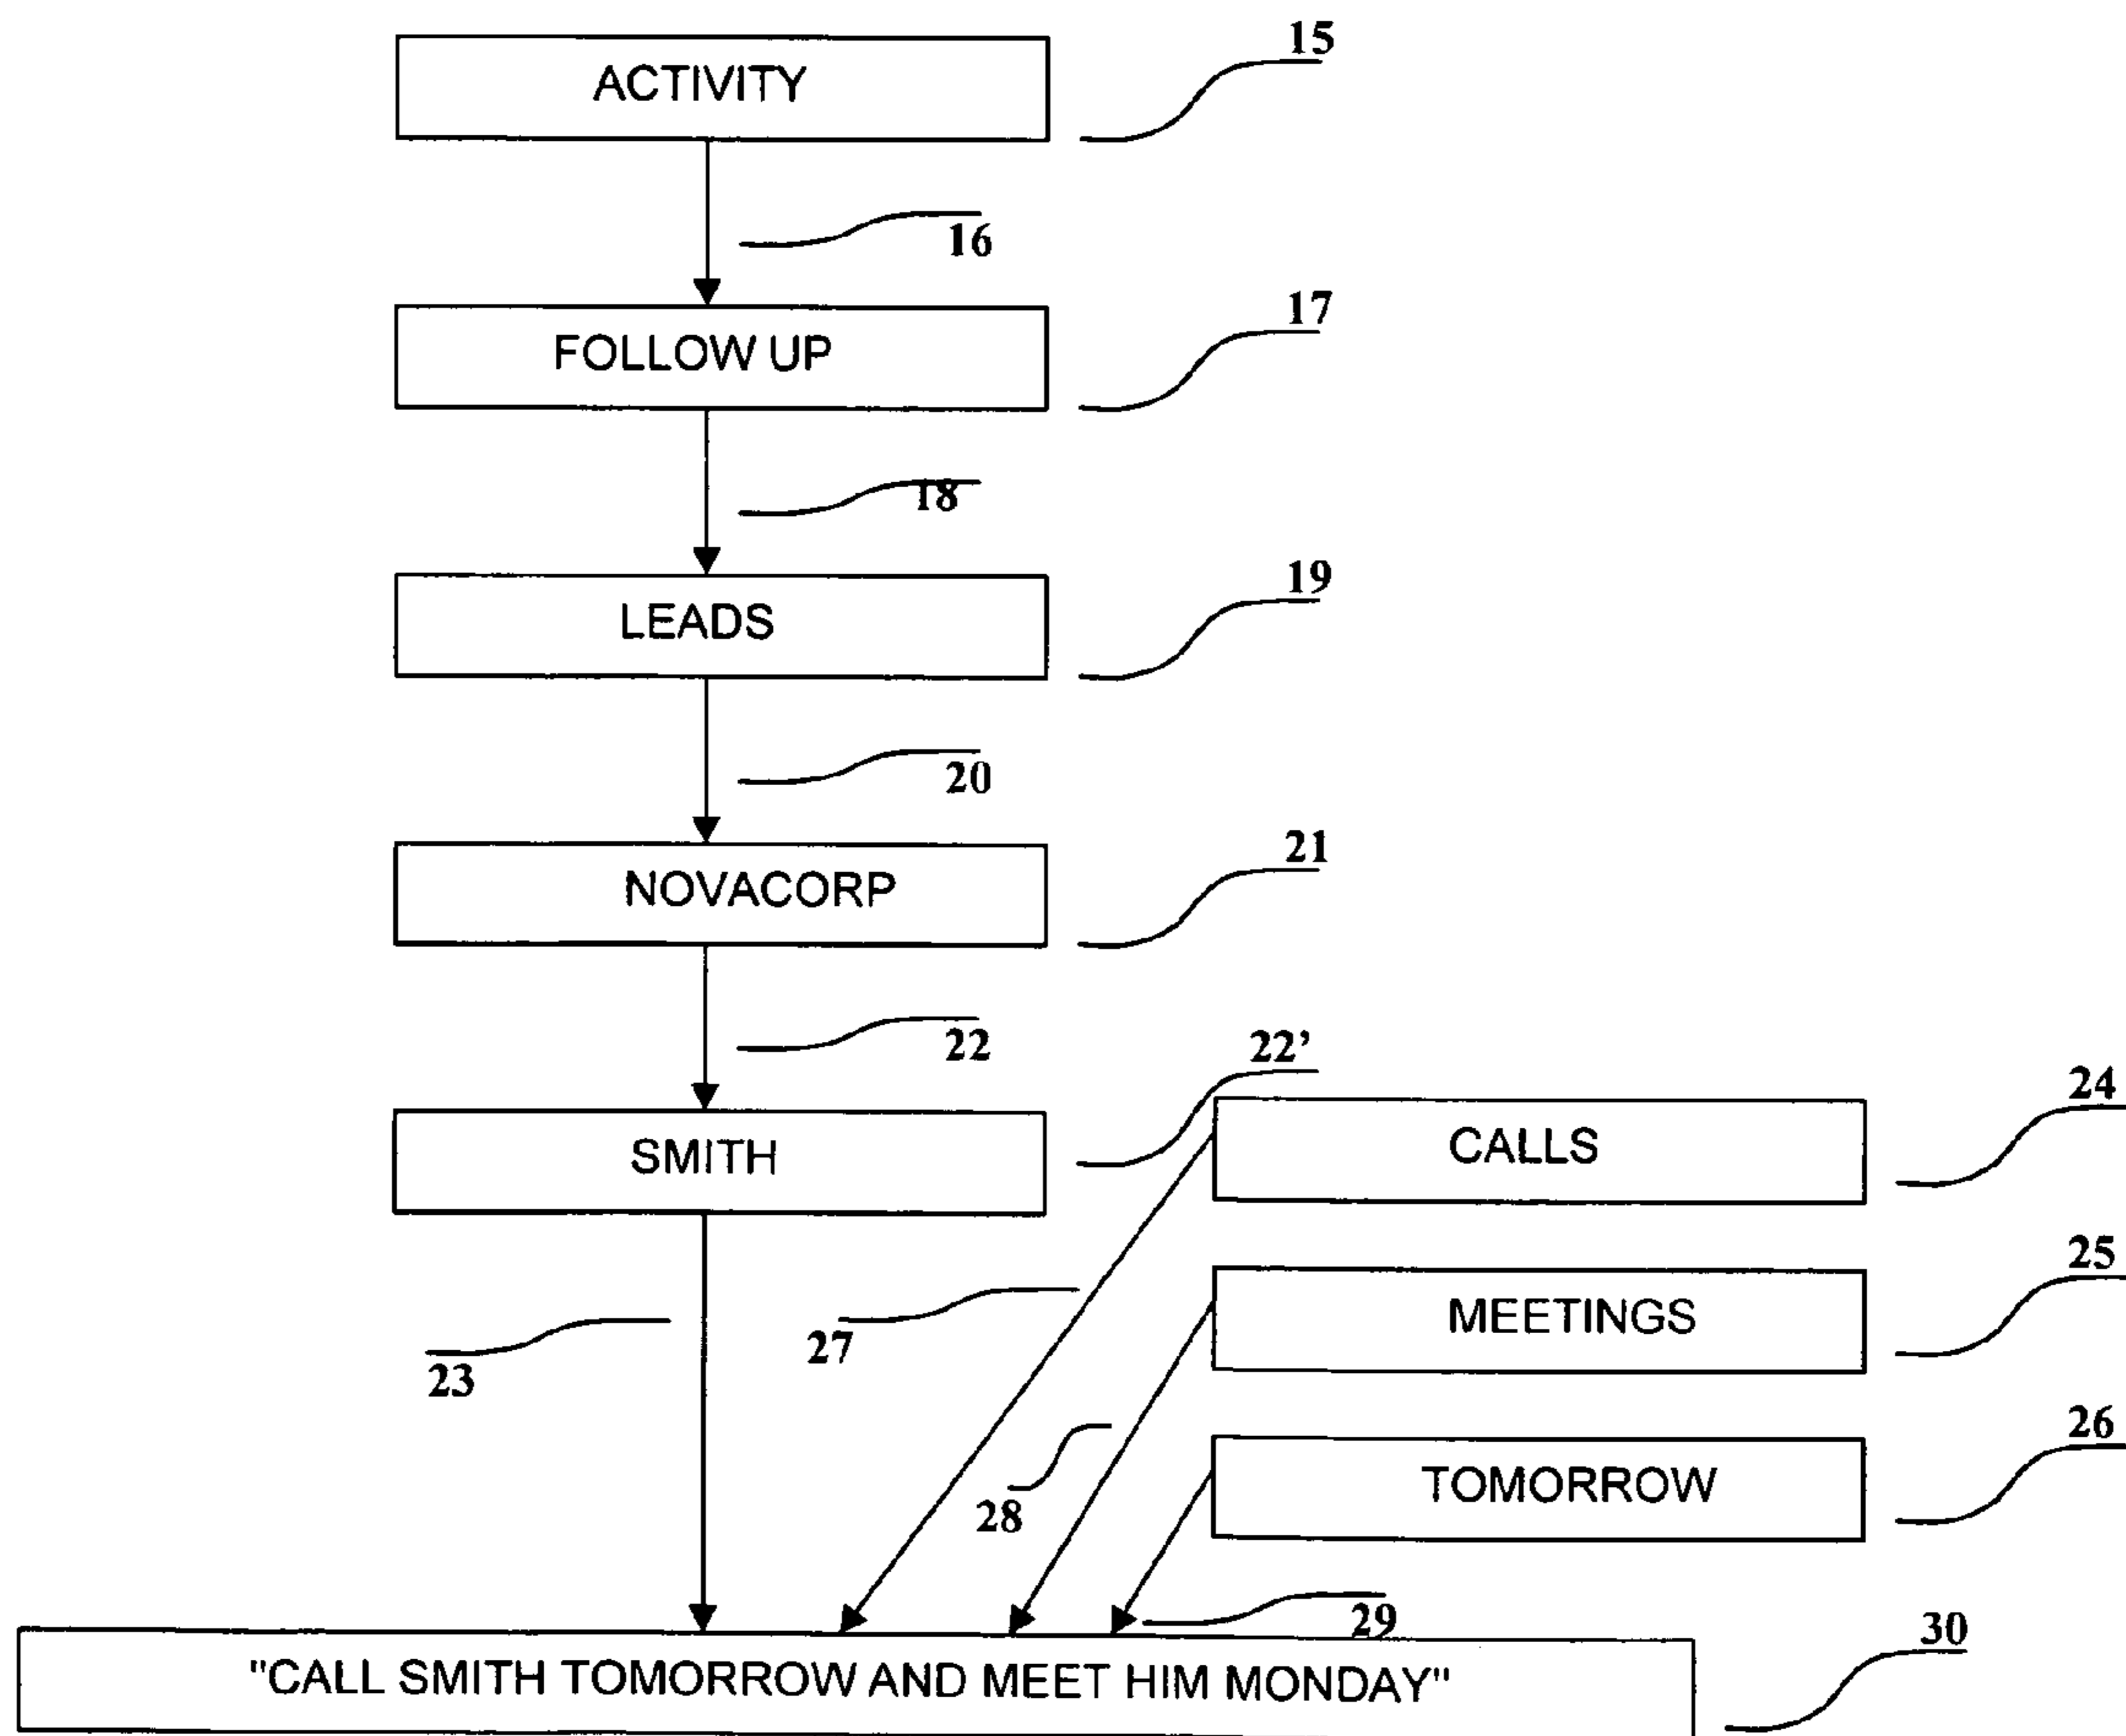 15
ACTIVITY
16
17
FOLLOW UP
18
19
LEADS
20
21
NOVACORP
22
22’
24
SMITH
CALLS
25
MEETINGS
27
23
26
TOMORROW
28
29
30
"CALL SMITH TOMORROW AND MEET HIM MONDAY"